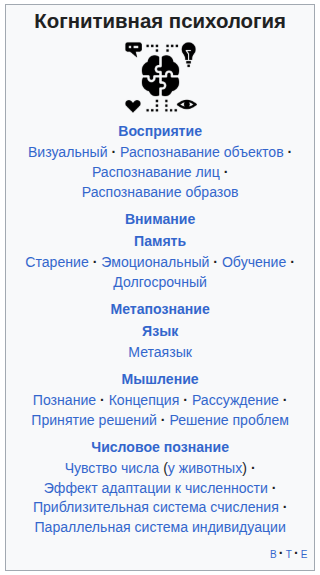 Когнитивная психология
Восприятие
Визуальный · Распознавание объектов ·
Распознавание лиц ·
Распознавание образов
Внимание
Память
Старение · Эмоциональный · Обучение ·
Долгосрочный
Метапознание
Язык
Метаязык
Мышление
Познание · Концепция · Рассуждение ·
Принятие решений · Решение проблем
Числовое познание
Чувство числа (у животных) ·
Эффект адаптации к численности ·
Приблизительная система счисления ·
Параллельная система индивидуации
В · Т · Е